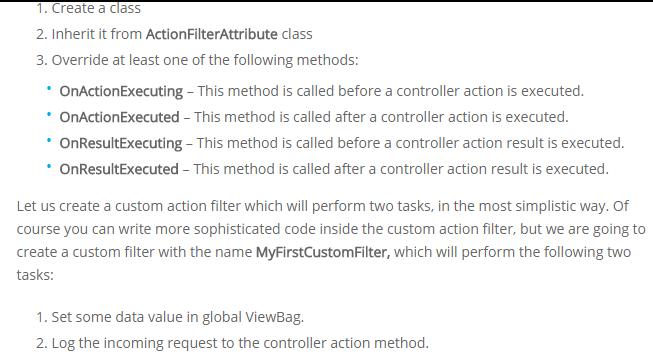 1. Create a class
2. Inherit it from ActionFilterAttribute class
3. Override at least one of the following methods:
• OnActionExecuting – This method is called before a controller action is executed.
• OnActionExecuted – This method is called after a controller action is executed.
• OnResultExecuting – This method is called before a controller action result is executed.
• OnResultExecuted – This method is called after a controller action result is executed.
Let us create a custom action filter which will perform two tasks, in the most simplistic way. Of
course you can write more sophisticated code inside the custom action filter, but we are going to
create a custom filter with the name MyFirstCustomFilter, which will perform the following two
tasks:
1. Set some data value in global ViewBag.
2. Log the incoming request to the controller action method.